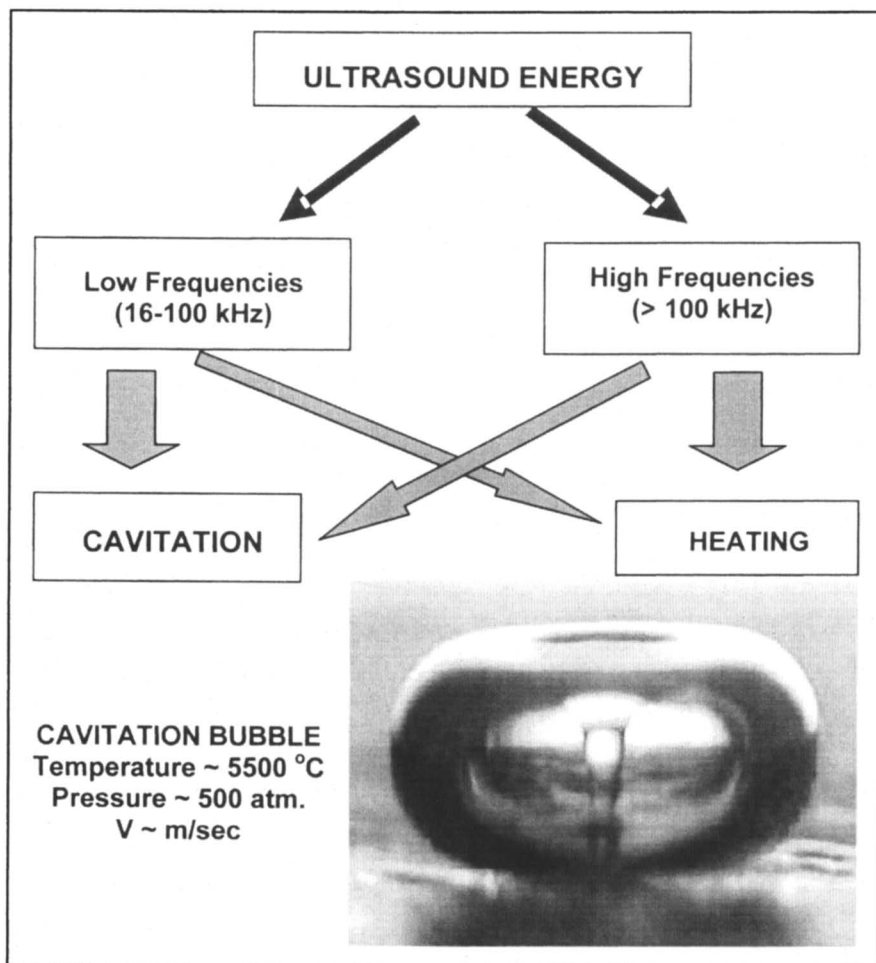 ULTRASOUND ENERGY
Low Frequencies
(16-100 kHz)
High Frequencies
(> 100 kHz)
CAVITATION
HEATING
CAVITATION BUBBLE
Temperature ~ 5500 °C
Pressure ~ 500 atm.
V ~ m/sec